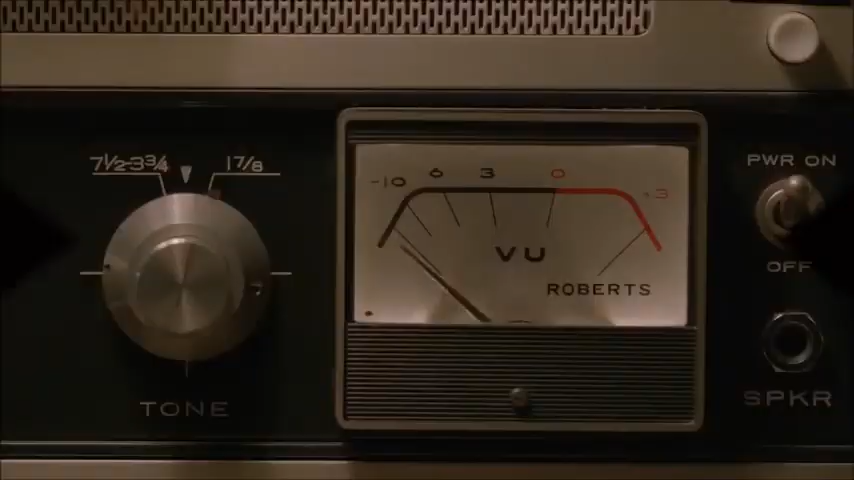 7½-3¾ 1⅞
PWR ON
-10 6 3 0 +3
VU
ROBERTS
OFF
TONE
SPKR